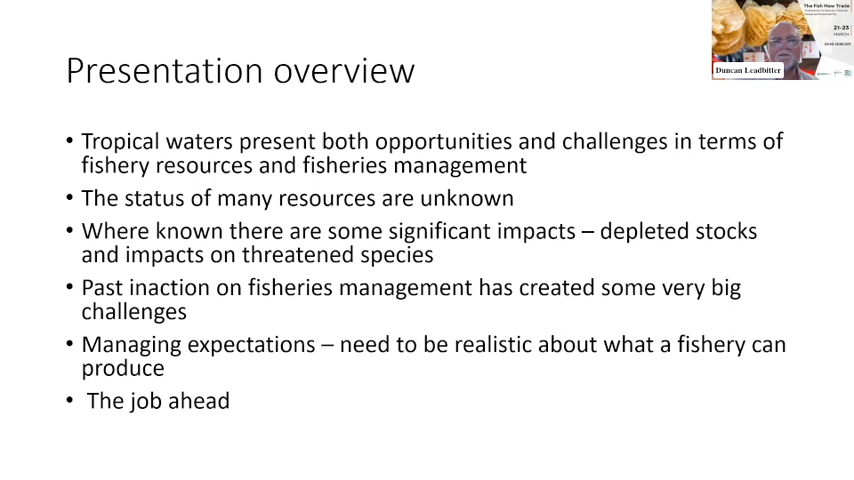 The Fish Maw Trade
21-23
MARCH
Duncan Leadbitter
Presentation overview
• Tropical waters present both opportunities and challenges in terms of
fishery resources and fisheries management
• The status of many resources are unknown
• Where known there are some significant impacts – depleted stocks
and impacts on threatened species
• Past inaction on fisheries management has created some very big
challenges
• Managing expectations – need to be realistic about what a fishery can
produce
• The job ahead